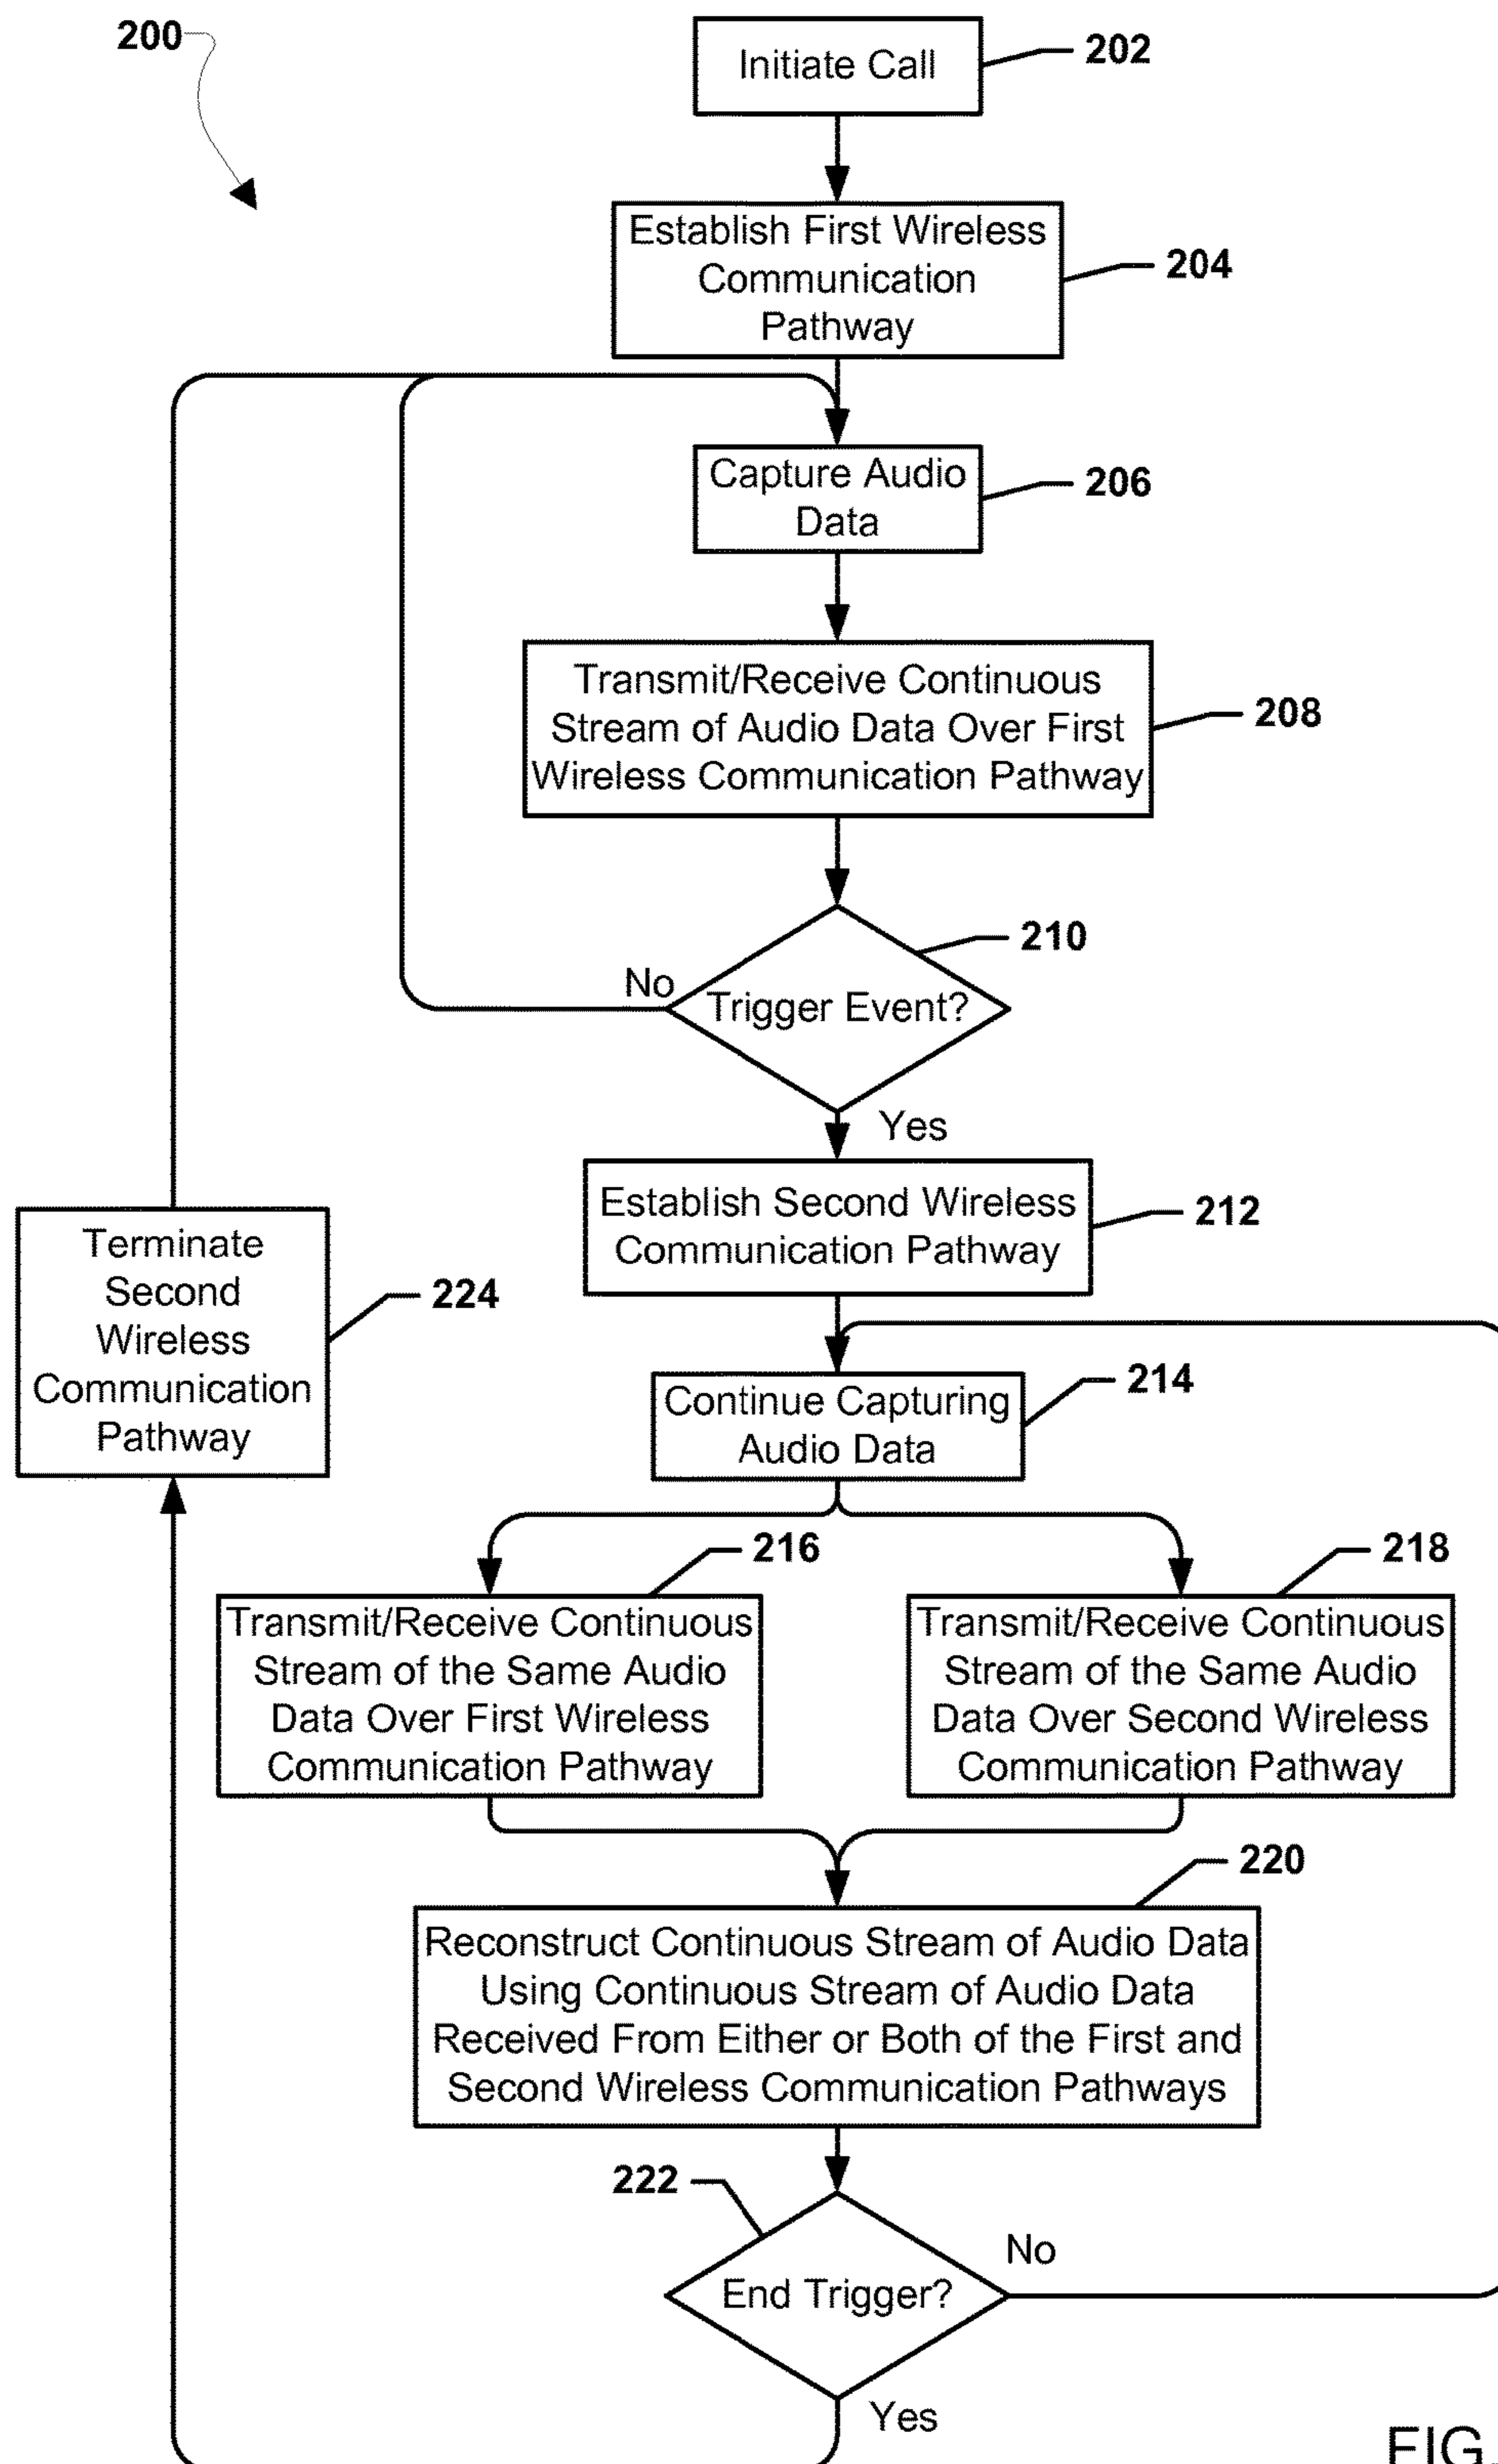 200
Initiate Call
202
Establish First Wireless
Communication
Pathway
204
Capture Audio
Data
206
Transmit/Receive Continuous
Stream of Audio Data Over First
Wireless Communication Pathway
208
210
No
Trigger Event?
Yes
Establish Second Wireless
Communication Pathway
212
Terminate
Second
Wireless
Communication
Pathway
224
Continue Capturing
Audio Data
214
216
218
Transmit/Receive Continuous
Stream of the Same Audio
Data Over First Wireless
Communication Pathway
Transmit/Receive Continuous
Stream of the Same Audio
Data Over Second Wireless
Communication Pathway
220
Reconstruct Continuous Stream of Audio Data
Using Continuous Stream of Audio Data
Received From Either or Both of the First and
Second Wireless Communication Pathways
222
No
End Trigger?
Yes
FIG.